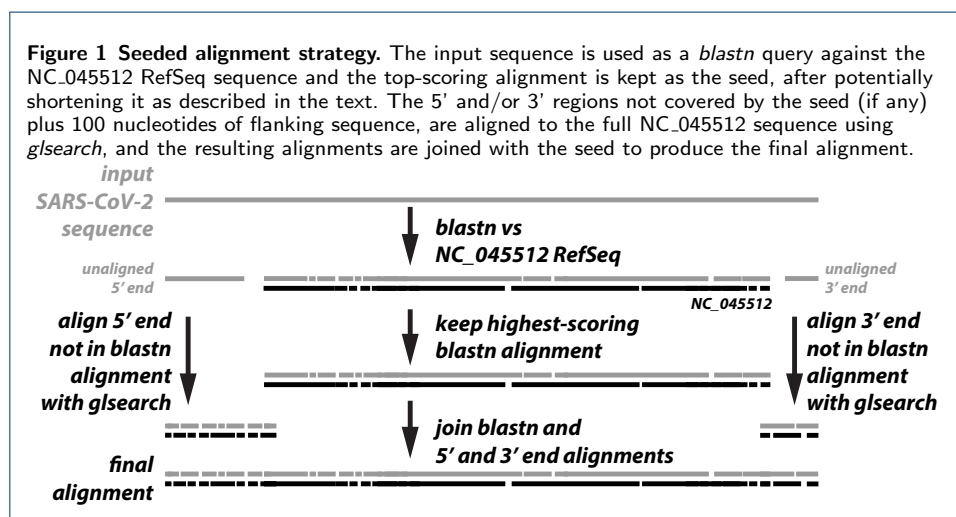 Figure 1 Seeded alignment strategy. The input sequence is used as a blastn query against the
NC_045512 RefSeq sequence and the top-scoring alignment is kept as the seed, after potentially
shortening it as described in the text. The 5' and/or 3' regions not covered by the seed (if any)
plus 100 nucleotides of flanking sequence, are aligned to the full NC_045512 sequence using
glsearch, and the resulting alignments are joined with the seed to produce the final alignment.
input
SARS-CoV-2
sequence
blastn vs
NC_045512 RefSeq
unaligned
5' end
unaligned
3' end
NC_045512
align 5' end
not in blastn
alignment
with glsearch
keep highest-scoring
blastn alignment
align 3' end
not in blastn
alignment
with glsearch
join blastn and
5' and 3' end alignments
final
alignment